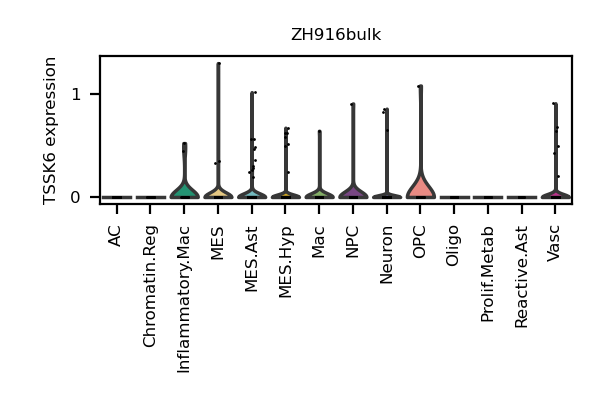 ZH916bulk
TSSK6 expression
1
0
AC
Chromatin.Reg
Inflammatory.Mac
MES
MES.Ast
MES.Hyp
Mac
NPC
Neuron
OPC
Oligo
Prolif.Metab
Reactive.Ast
Vasc